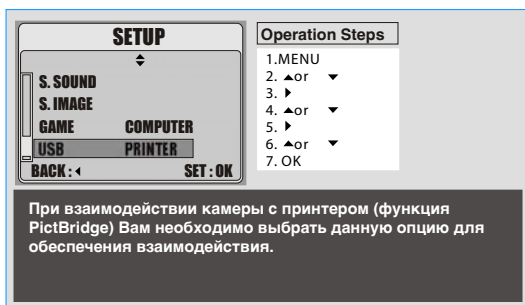 SETUP
S. SOUND
S. IMAGE
GAME COMPUTER
USB PRINTER
BACK: SET: OK
Operation Steps
1.MENU
2. ▲or ▼
3. ▶
4. ▲or ▼
5. ▶
6. ▲or ▼
7. OK
При взаимодействии камеры с принтером (функция
PictBridge) Вам необходимо выбрать данную опцию для
обеспечения взаимодействия.